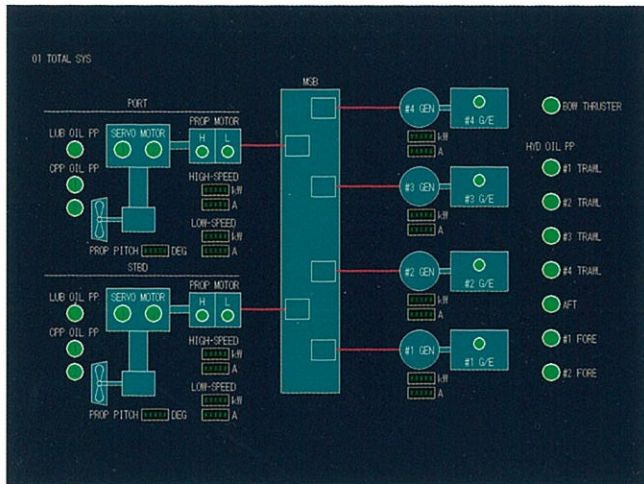 01 TOTAL SYS
PORT
LUB OIL PP
SERVO MOTOR
PROP MOTOR
H L
CPP OIL PP
HIGH-SPEED
kW
A
LOW-SPEED
kW
A
PROP PITCH DEG
STBD
LUB OIL PP
SERVO MOTOR
PROP MOTOR
H L
CPP OIL PP
HIGH-SPEED
kW
A
LOW-SPEED
kW
A
PROP PITCH DEG
MSB
#4 GEN
#4 G/E
kW
A
#3 GEN
#3 G/E
kW
A
#2 GEN
#2 G/E
kW
A
#1 GEN
#1 G/E
kW
A
BOW THRUSTER
HYD OIL PP
#1 TRAWL
#2 TRAWL
#3 TRAWL
#4 TRAWL
AFT
#1 FORE
#2 FORE